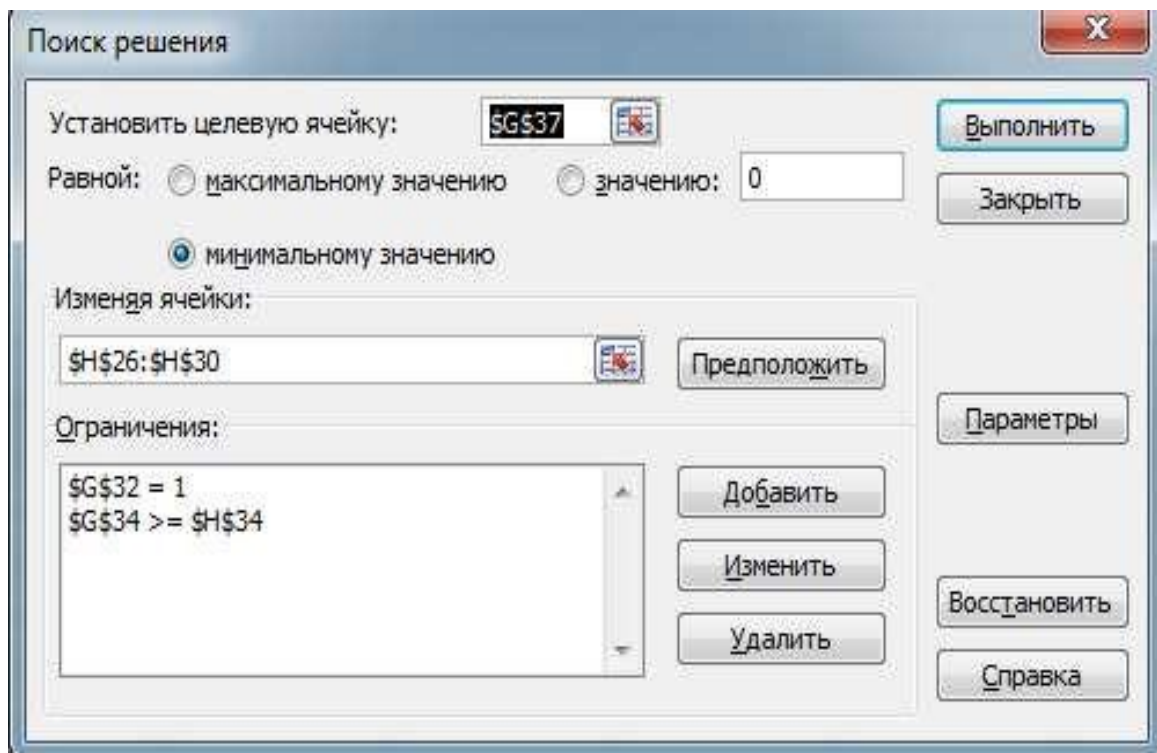 Поиск решения
X
Установить целевую ячейку: $G$37
Выполнить
Равной: максимальному значению значению: 0
Закрыть
минимальному значению
Изменяя ячейки:
$H$26:$H$30 Предположить
Параметры
Ограничения:
$G$32 = 1
$G$34 >= $H$34
Добавить
Изменить
Удалить
Восстановить
Справка